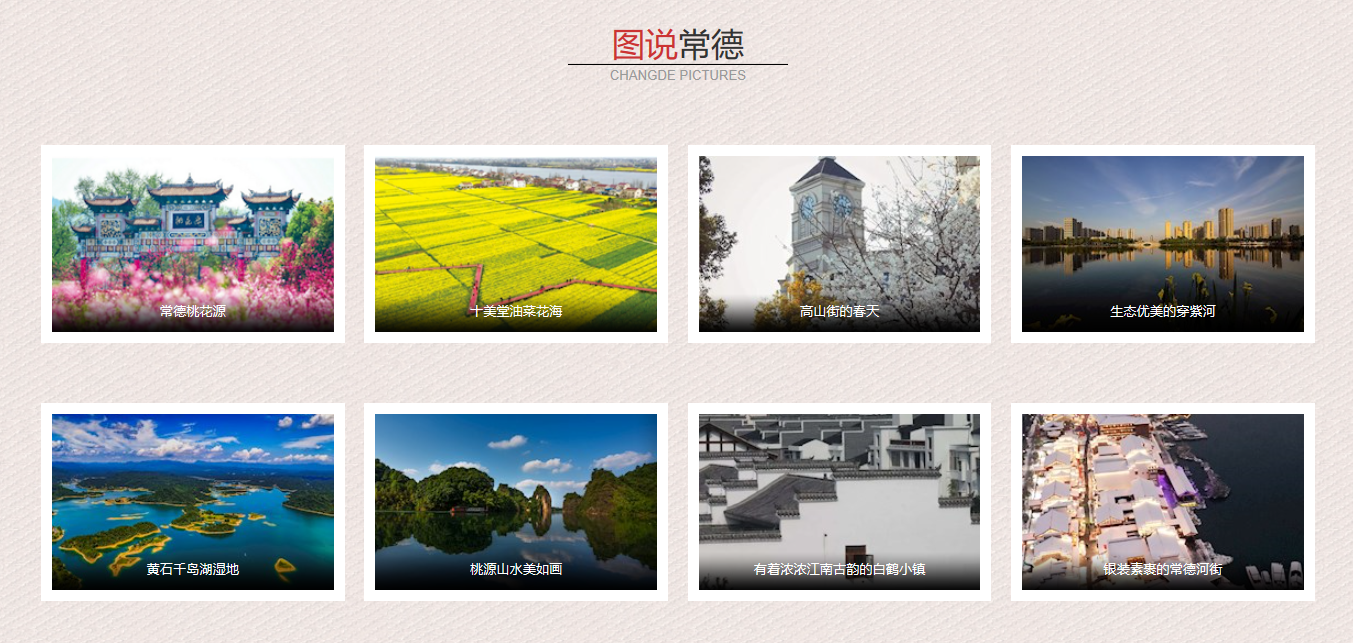 图说常德
CHANGDE PICTURES
常德桃花源
十美堂油菜花海
高山街的春天
生态优美的穿紫河
黄石千岛湖湿地
桃源山水美如画
有着浓浓江南古韵的白鹤小镇
银装素裹的常德河街